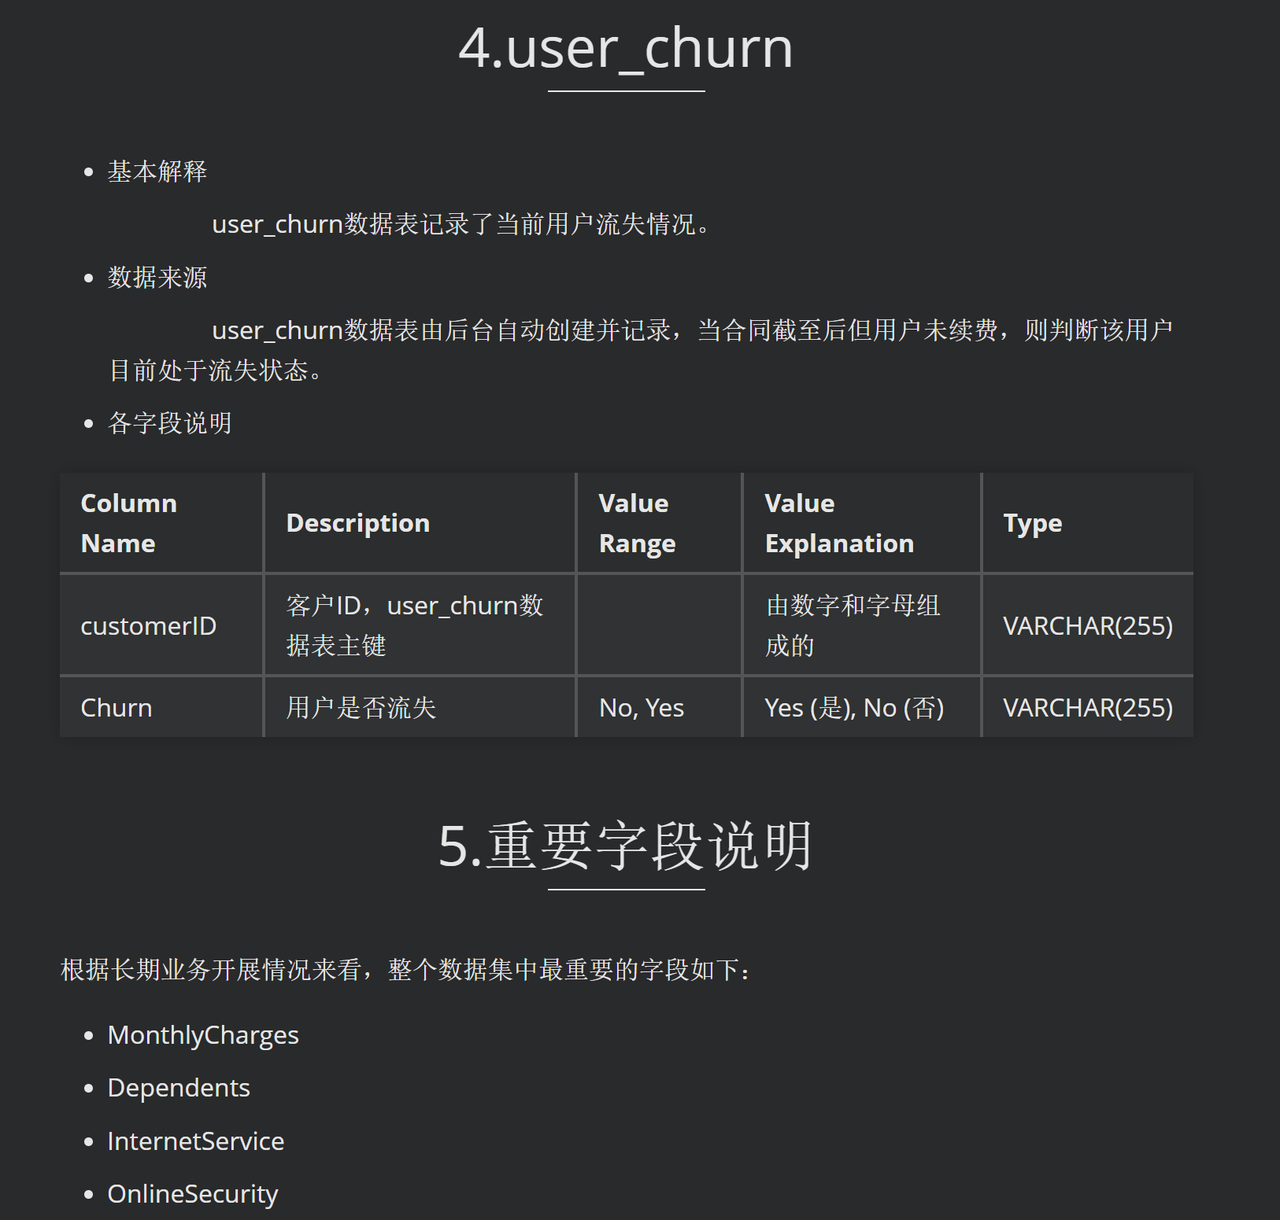 4.user_churn
基本解释
user_churn数据表记录了当前用户流失情况。
数据来源
user_churn数据表由后台自动创建并记录，当合同截至后但用户未续费，则判断该用户
目前处于流失状态。
各字段说明
Column Name Description Value Range Value Explanation Type
customerID 客户ID，user_churn数据表主键 由数字和字母组成的 VARCHAR(255)
Churn 用户是否流失 No, Yes Yes (是), No (否) VARCHAR(255)
5.重要字段说明
根据长期业务开展情况来看，整个数据集中最重要的字段如下：
MonthlyCharges
Dependents
InternetService
OnlineSecurity